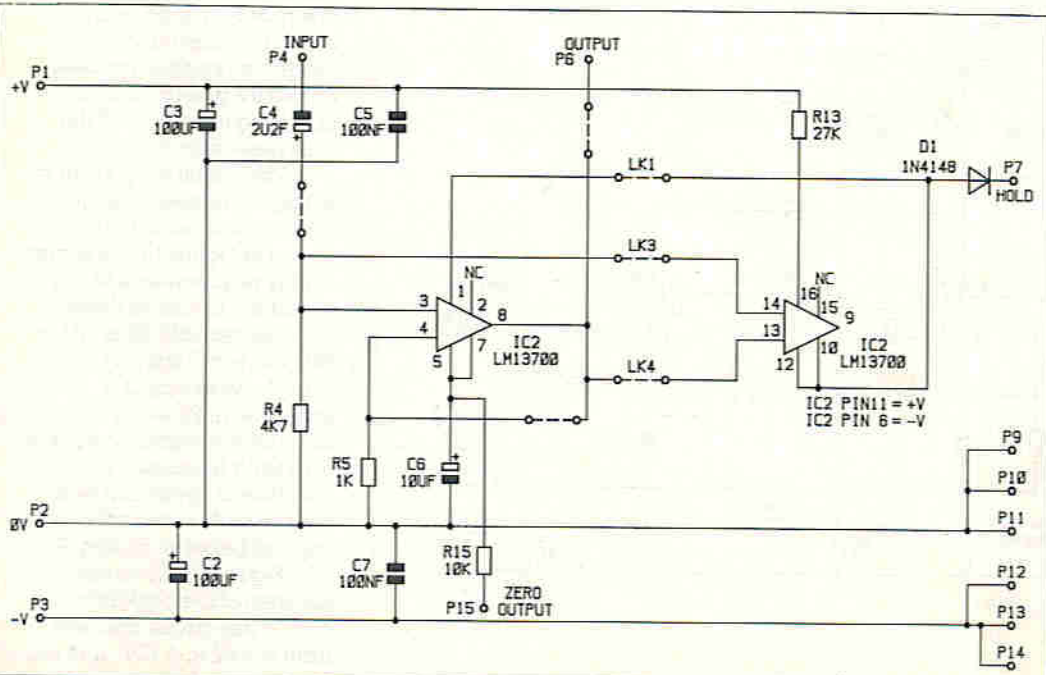 INPUT
P4
OUTPUT
P6
P1
+V
C3
100UF
C4
2U2F
+
C5
100NF
R13
27K
D1
1N4148
P7
HOLD
LK1
LK3
NC
1
2
3
4
5
7
8
IC2
LM13700
NC
16
15
14
13
12
10
9
IC2
LM13700
LK4
IC2 PIN11=+V
IC2 PIN 6=-V
R4
4K7
R5
1K
C6
10UF
+
P9
P10
P11
P2
0V
C2
100UF
+
C7
100NF
R15
10K
P12
P13
P14
P3
-V
P15
ZERO
OUTPUT